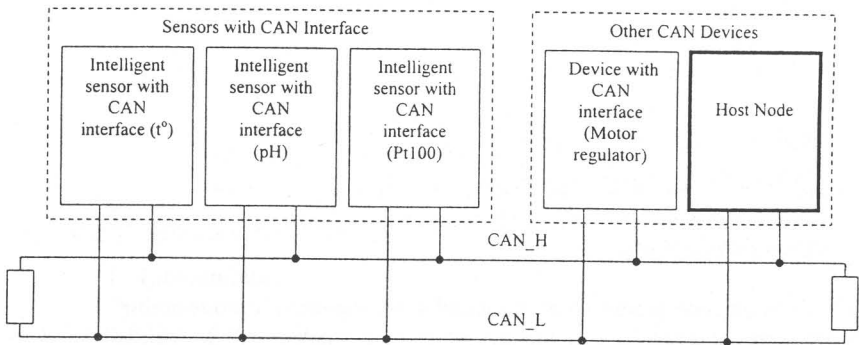 Sensors with CAN Interface
Intelligent
sensor with
CAN
interface (t°)
Intelligent
sensor with
CAN
interface
(pH)
Intelligent
sensor with
CAN
interface
(Pt100)
Other CAN Devices
Device with
CAN
interface
(Motor
regulator)
Host Node
CAN_H
CAN_L